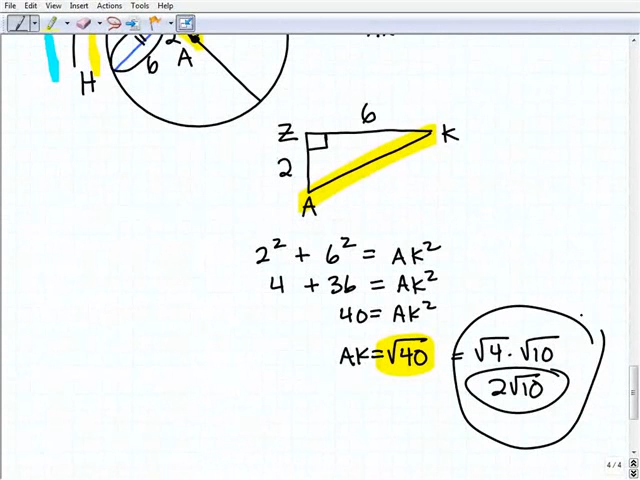 File Edit View Insert Actions Tools Help
2
6
A
H
6
Z
K
2
A
2² + 6² = AK²
4 + 36 = AK²
40 = AK²
AK = √40 = √4 · √10
2√10
4 / 4